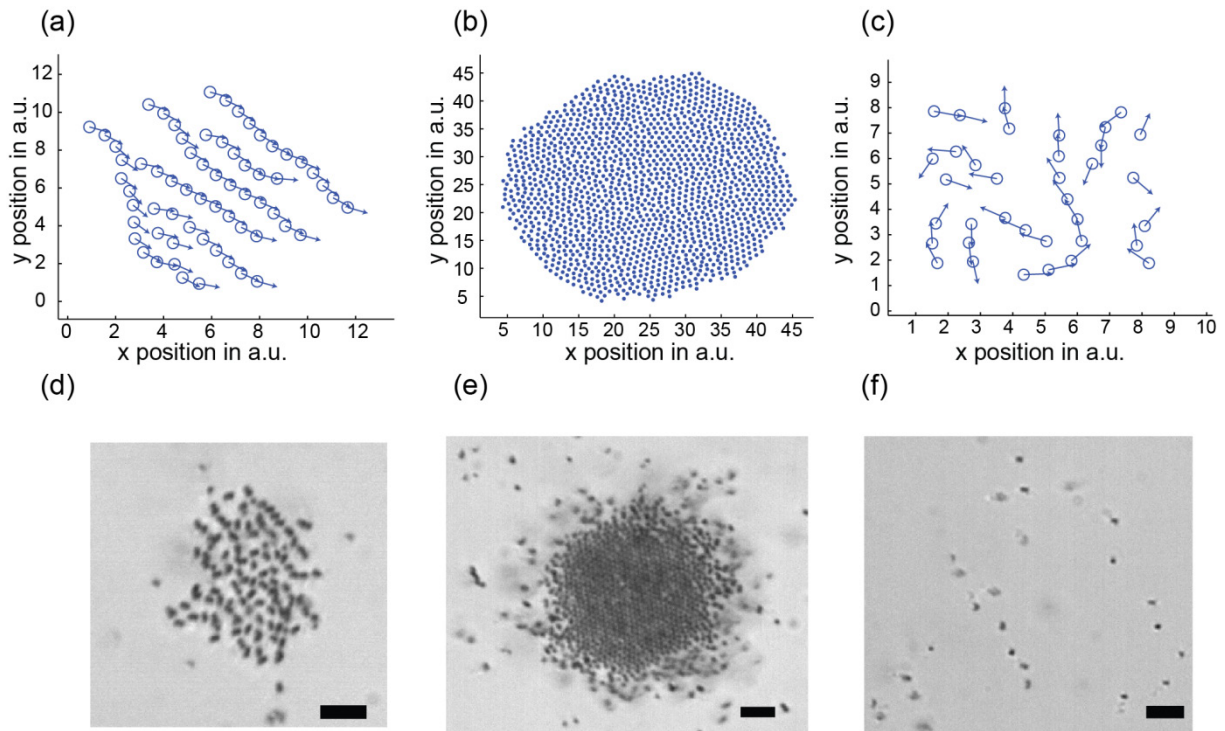 (a)
(b)
(c)
12
10
8
6
4
2
0
y position in a.u.
0 2 4 6 8 10 12
x position in a.u.
45
40
35
30
25
20
15
10
5
y position in a.u.
5 10 15 20 25 30 35 40 45
x position in a.u.
9
8
7
6
5
4
3
2
1
0
y position in a.u.
1 2 3 4 5 6 7 8 9 10
x position in a.u.
(d)
(e)
(f)